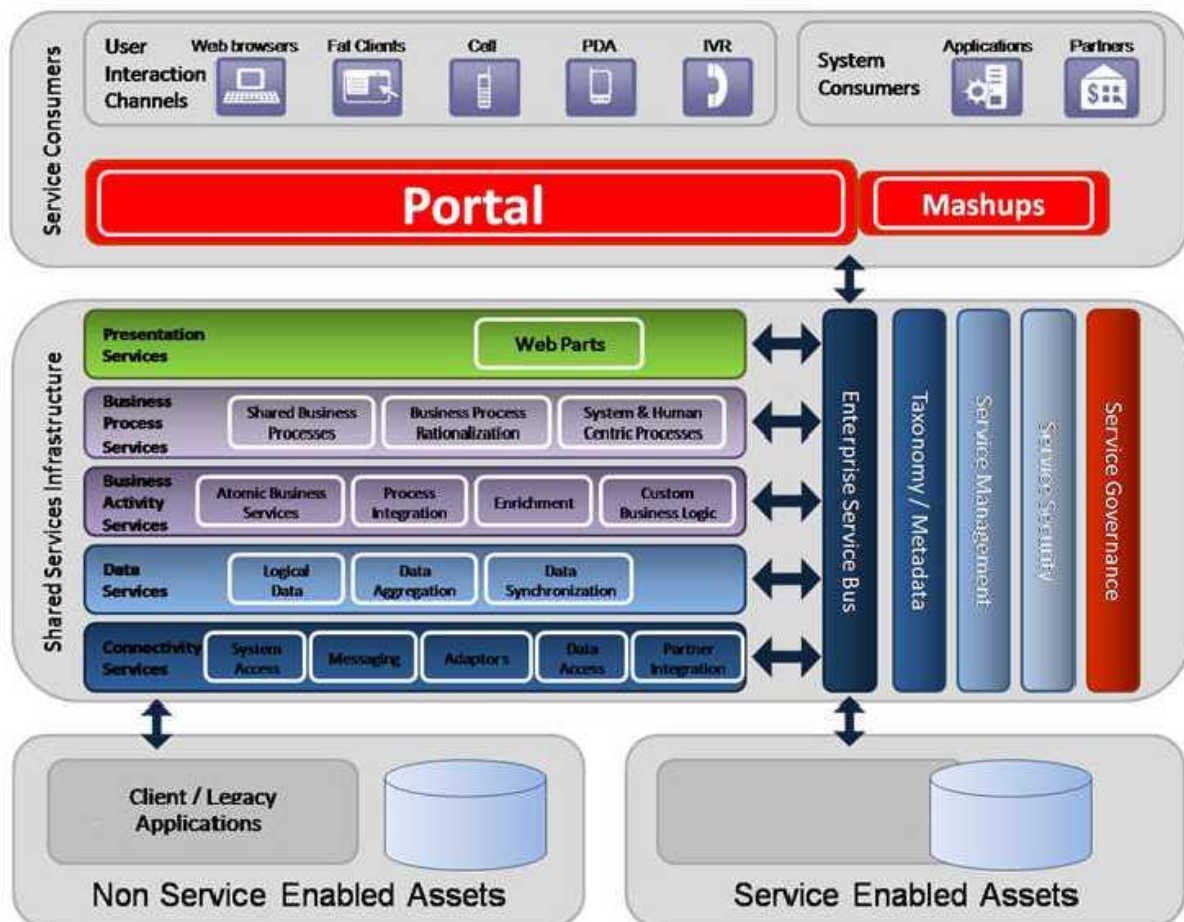 Service Consumers
User
Interaction
Channels
Web browsers
Fat Clients
Cell
PDA
IVR
System
Consumers
Applications
Partners
$
Portal
Mashups
Shared Services Infrastructure
Presentation
Services
Web Parts
Business
Process
Services
Shared Business
Processes
Business Process
Rationalization
System & Human
Centric Processes
Business
Activity
Services
Atomic Business
Services
Process
Integration
Enrichment
Custom
Business Logic
Data
Services
Logical
Data
Data
Aggregation
Data
Synchronization
Connectivity
Services
System
Access
Messaging
Adaptors
Data
Access
Partner
Integration
Enterprise Service Bus
Taxonomy / Metadata
Service Management
Service Security
Service Governance
Client / Legacy
Applications
Non Service Enabled Assets
Service Enabled Assets